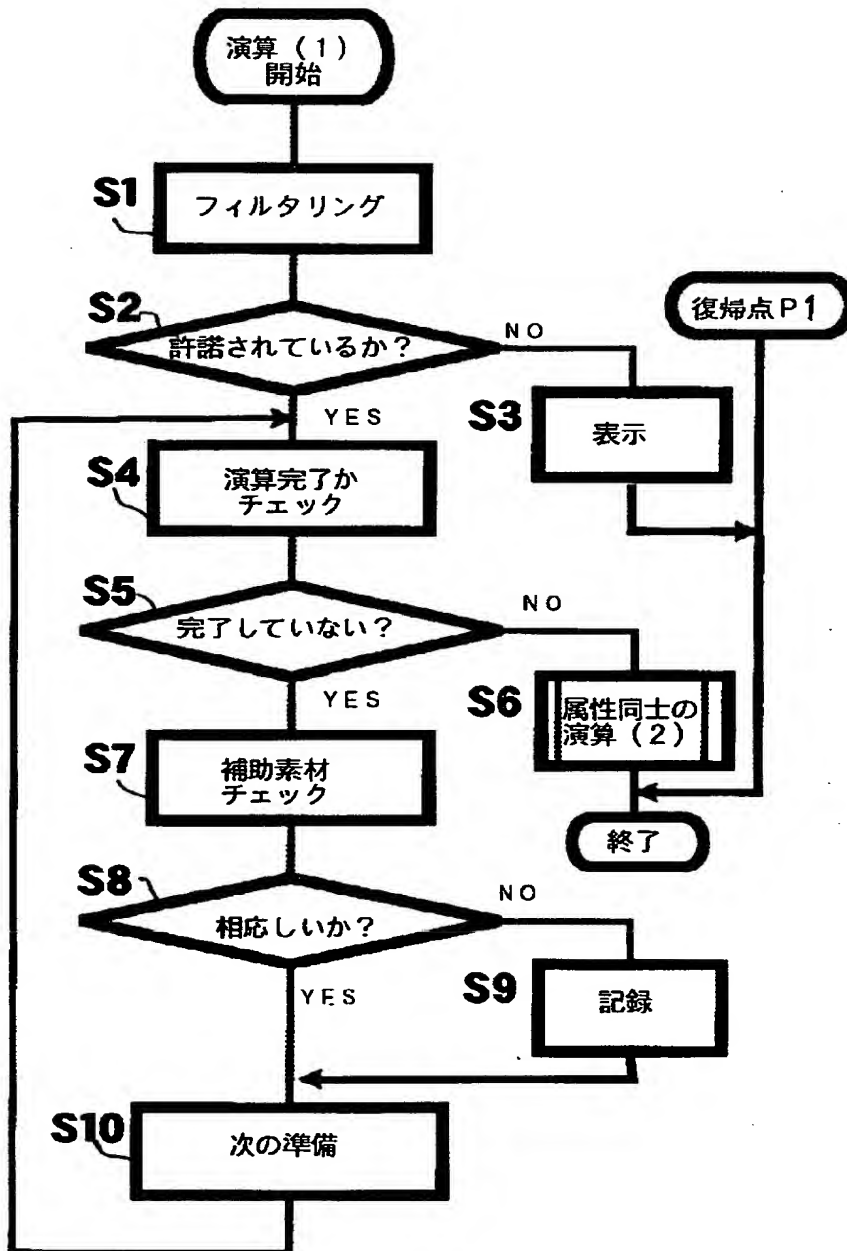 演算（1）
開始
S1
フィルタリング
S2
許諾されているか？
NO
復帰点P1
YES
S3
表示
S4
演算完了か
チェック
S5
完了していない？
NO
YES
S6
属性同士の
演算（2）
S7
補助素材
チェック
終了
S8
相応しいか？
NO
YES
S9
記録
S10
次の準備